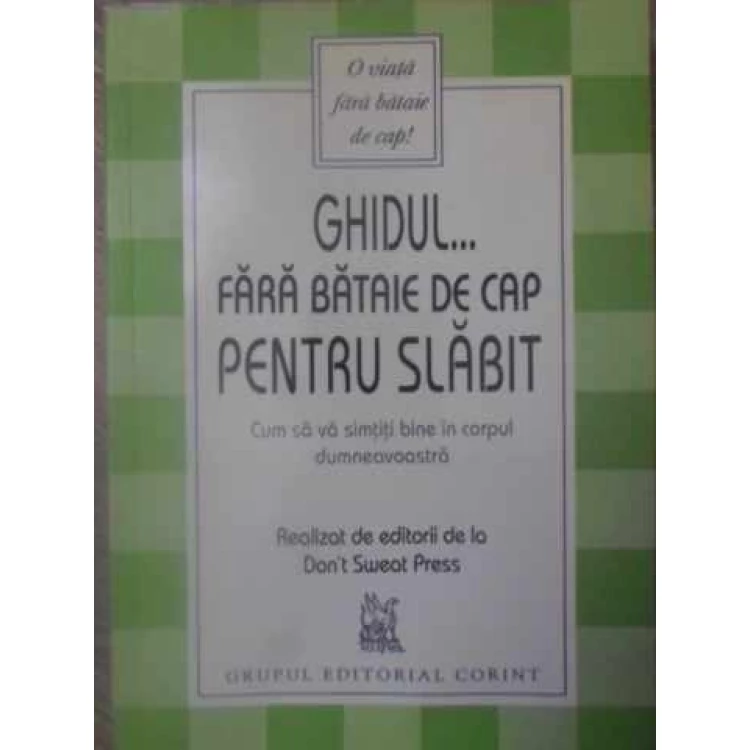 O viață
fără bătaie
de cap!
GHIDUL...
FĂRĂ BĂTAIE DE CAP
PENTRU SLĂBIT
Cum să vă simțiți bine în corpul
dumneavoastră
Realizat de editorii de la
Don't Sweat Press
GRUPUL EDITORIAL CORINT